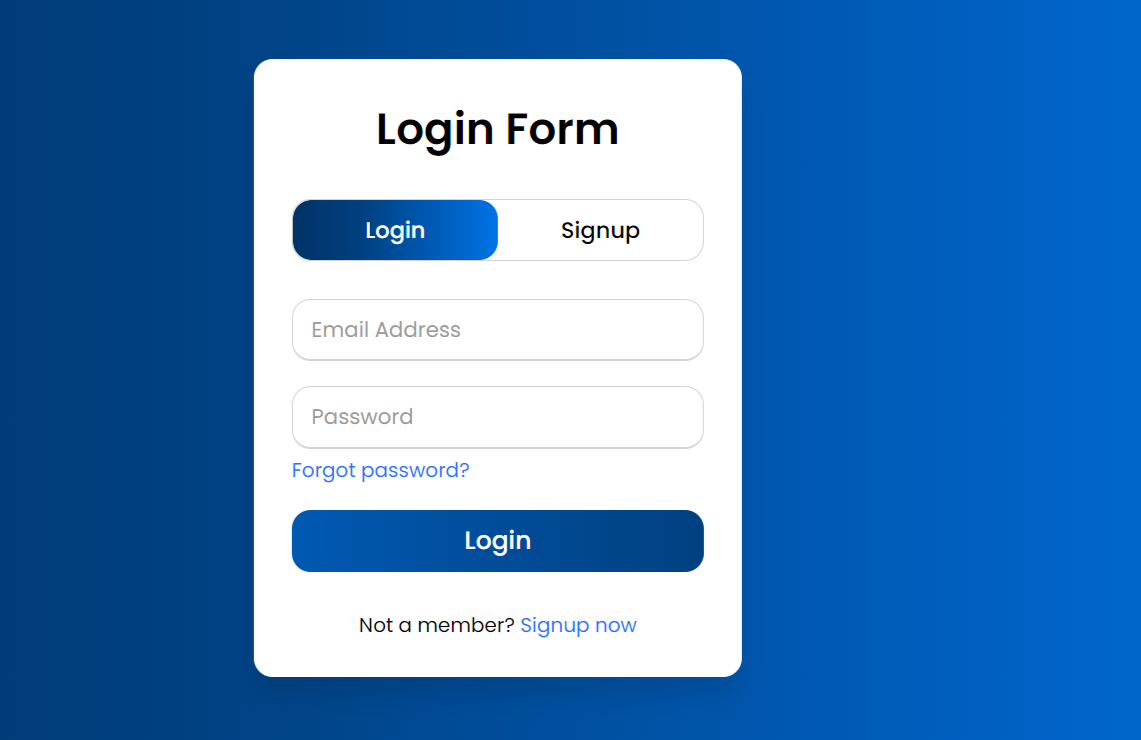 Login Form
Login Signup
Email Address
Password
Forgot password?
Login
Not a member? Signup now